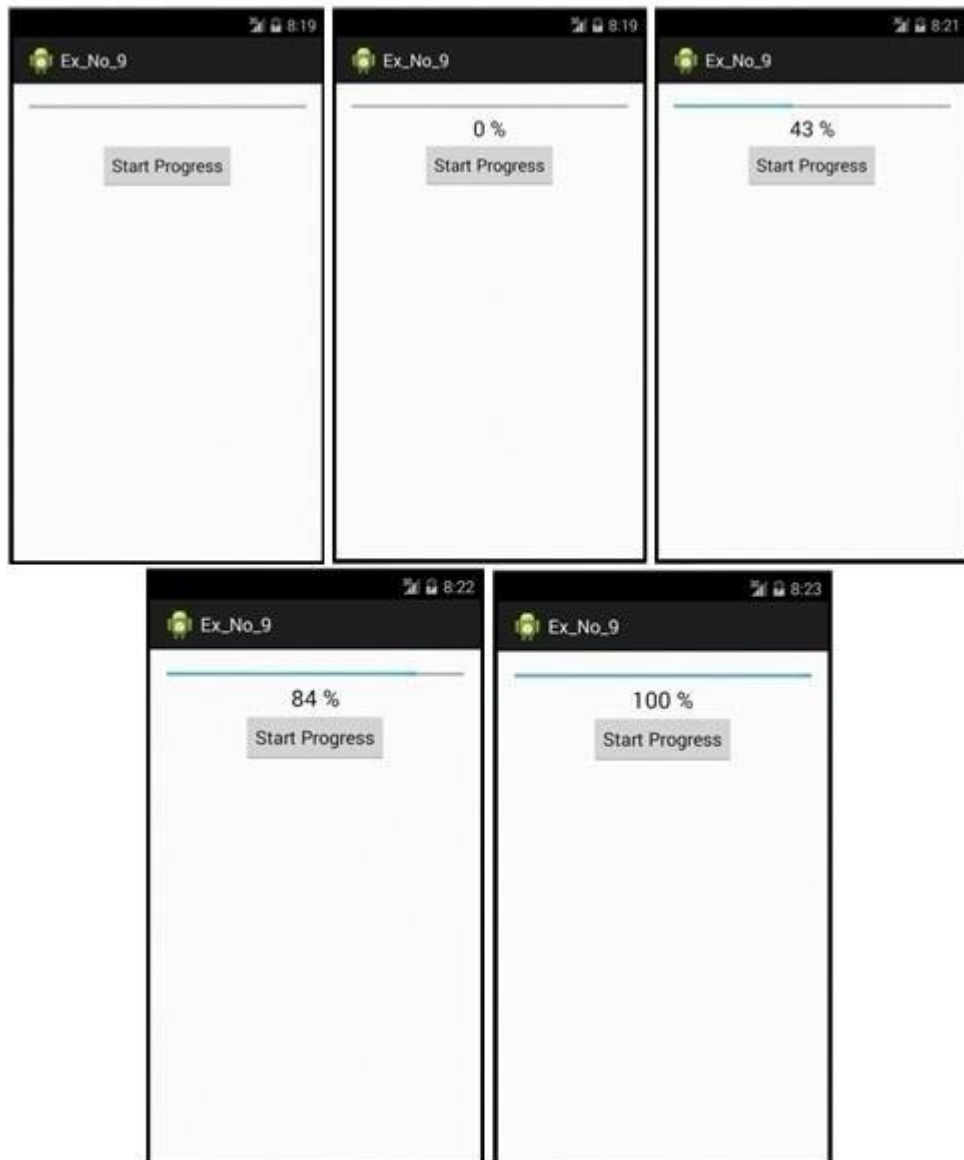 8:19
Ex_No_9
Start Progress
8:19
Ex_No_9
0 %
Start Progress
8:21
Ex_No_9
43 %
Start Progress
8:22
Ex_No_9
84 %
Start Progress
8:23
Ex_No_9
100 %
Start Progress